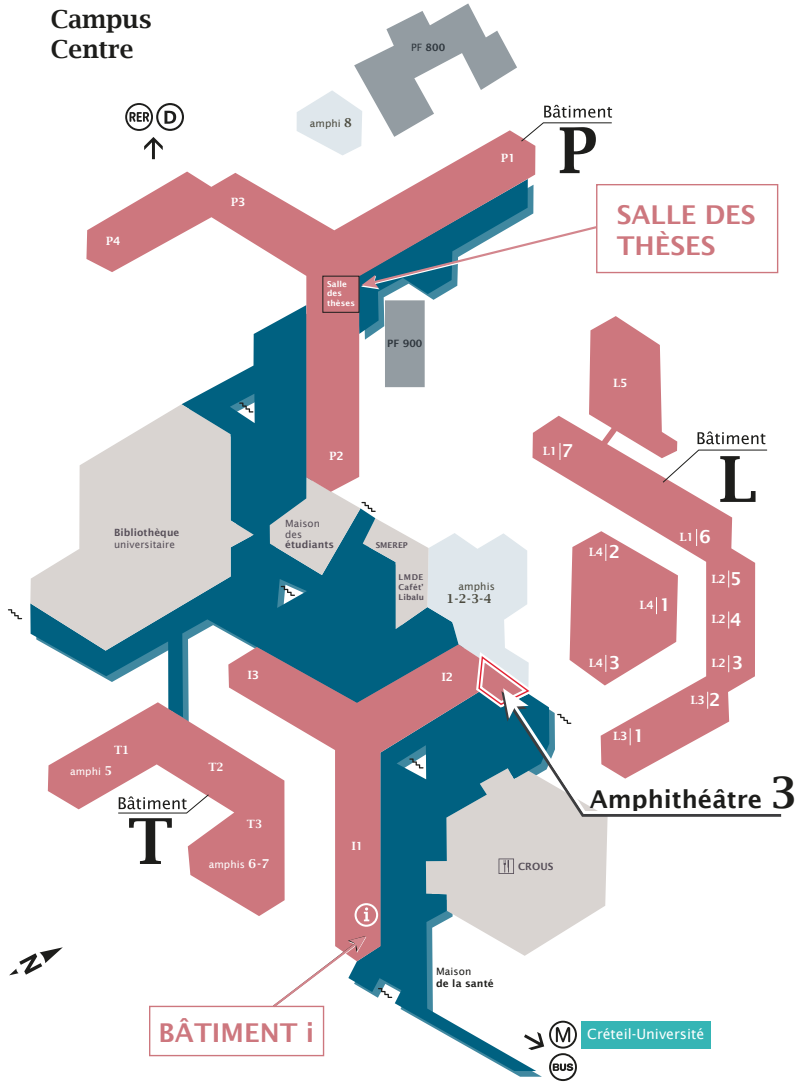 Campus
Centre
PF 800
amphi 8
RER D
Bâtiment
P
P1
P3
P4
SALLE DES
THÈSES
Salle
des
thèses
PF 900
L5
P2
L1|7
Bâtiment
L
L1|6
Bibliothèque
universitaire
Maison
des
étudiants
SMEREP
LMDE
Cafét'
Libalu
amphis
1-2-3-4
L4|2
L2|5
L4|1
L2|4
L4|3
L2|3
I3
I2
L3|2
L3|1
T1
amphi 5
T2
Bâtiment
T
T3
amphis 6-7
Amphithéâtre 3
I1
CROUS
i
N
Maison
de la santé
BÂTIMENT i
M Créteil-Université
BUS